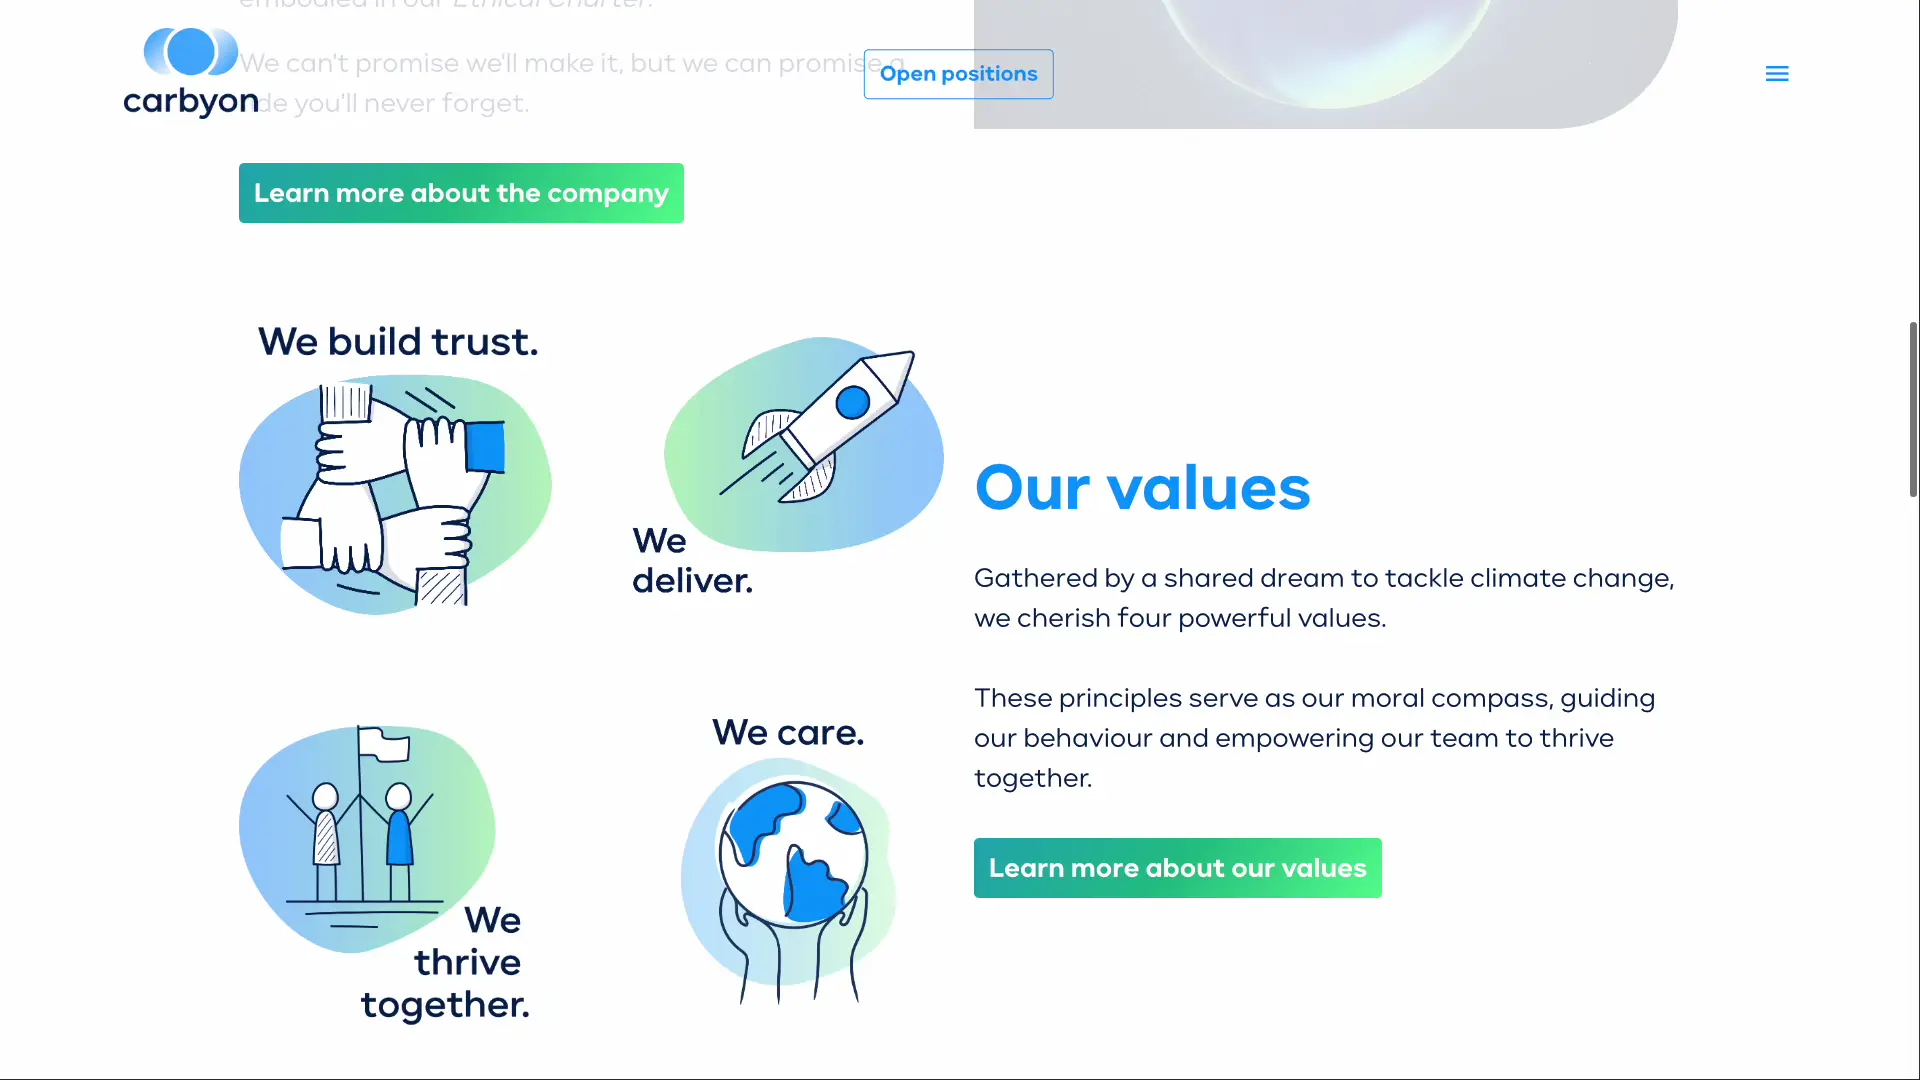 embodied in our Ethical Charter.
We can't promise we'll make it, but we can promise a
de you'll never forget.
carbyon
Open positions
Learn more about the company
We build trust.
We
deliver.
We
thrive
together.
We care.
Our values
Gathered by a shared dream to tackle climate change,
we cherish four powerful values.
These principles serve as our moral compass, guiding
our behaviour and empowering our team to thrive
together.
Learn more about our values